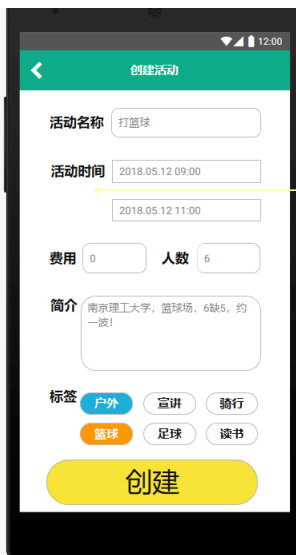 12:00
创建活动
活动名称 打篮球
活动时间 2018.05.12 09:00
2018.05.12 11:00
费用 0 人数 6
简介 南京理工大学，篮球场，6缺5，约
一波！
标签 户外 宣讲 骑行
篮球 足球 读书
创建